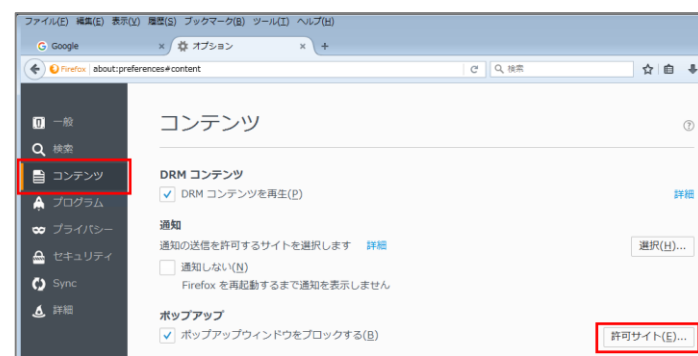 ファイル(F) 編集(E) 表示(V) 履歴(S) ブックマーク(B) ツール(T) ヘルプ(H)
Google × オプション × +
Firefox about:preferences#content 検索
一般
検索
コンテンツ
プログラム
プライバシー
セキュリティ
Sync
詳細
コンテンツ
DRM コンテンツ
DRM コンテンツを再生(P) 詳細
通知
通知の送信を許可するサイトを選択します 詳細 選択(H)...
通知しない(N)
Firefox を再起動するまで通知を表示しません
ポップアップ
ポップアップウィンドウをブロックする(B) 許可サイト(E)...